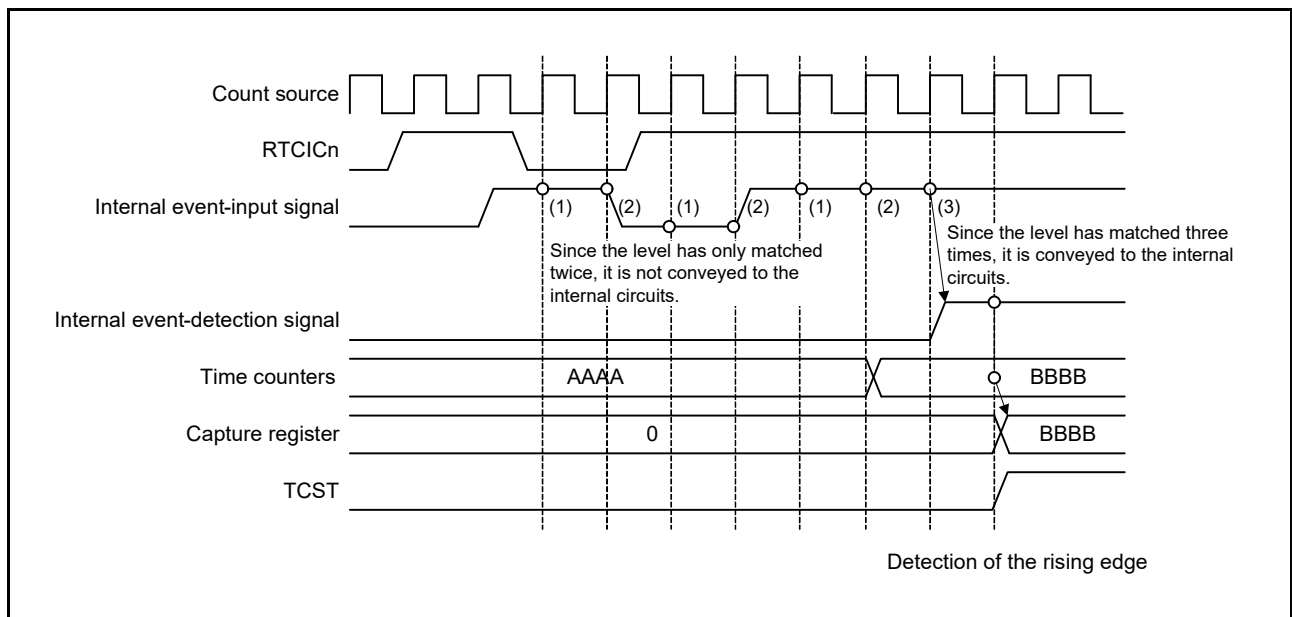 Count source
RTCICn
Internal event-input signal
(1) (2) (1) (2) (1) (2) (3)
Since the level has only matched
twice, it is not conveyed to the
internal circuits.
Since the level has matched three
times, it is conveyed to the internal
circuits.
Internal event-detection signal
Time counters AAAA BBBB
Capture register 0 BBBB
TCST
Detection of the rising edge